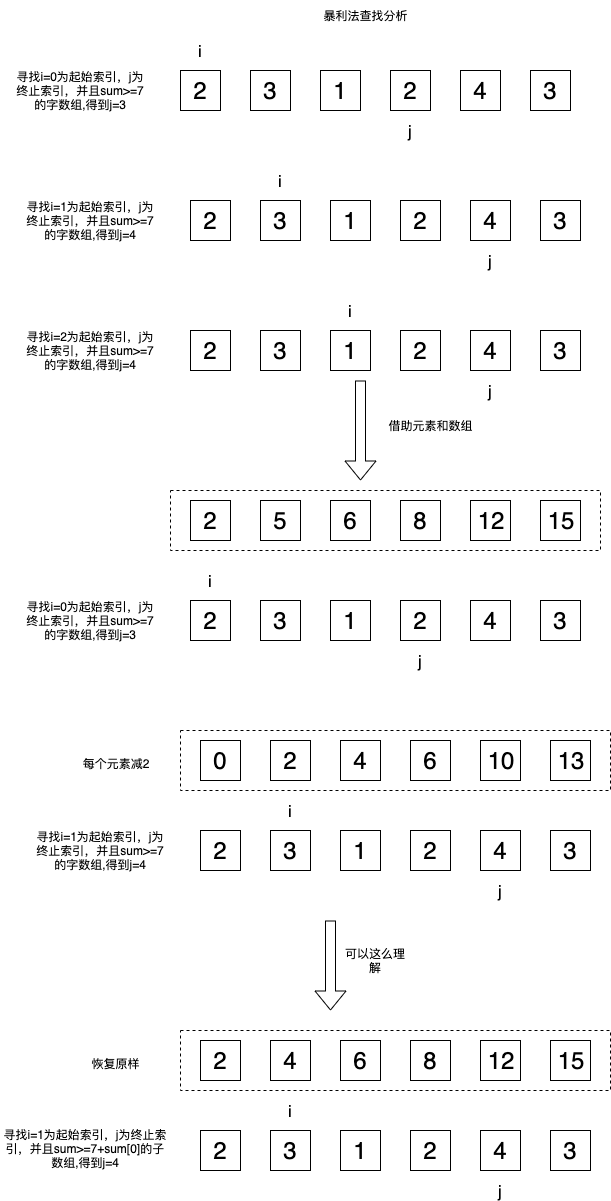 暴利法查找分析
i
寻找i=0为起始索引，j为
终止索引，并且sum>=7
的字数组,得到j=3
2 3 1 2 4 3
j
i
寻找i=1为起始索引，j为
终止索引，并且sum>=7
的字数组,得到j=4
2 3 1 2 4 3
j
i
寻找i=2为起始索引，j为
终止索引，并且sum>=7
的字数组,得到j=4
2 3 1 2 4 3
j
借助元素和数组
2 5 6 8 12 15
i
寻找i=0为起始索引，j为
终止索引，并且sum>=7
的字数组,得到j=3
2 3 1 2 4 3
j
每个元素减2
0 2 4 6 10 13
i
寻找i=1为起始索引，j为
终止索引，并且sum>=7
的字数组,得到j=4
2 3 1 2 4 3
j
可以这么理
解
恢复原样
2 4 6 8 12 15
i
寻找i=1为起始索引，j为终止索
引，并且sum>=7+sum[0]的子
数组,得到j=4
2 3 1 2 4 3
j